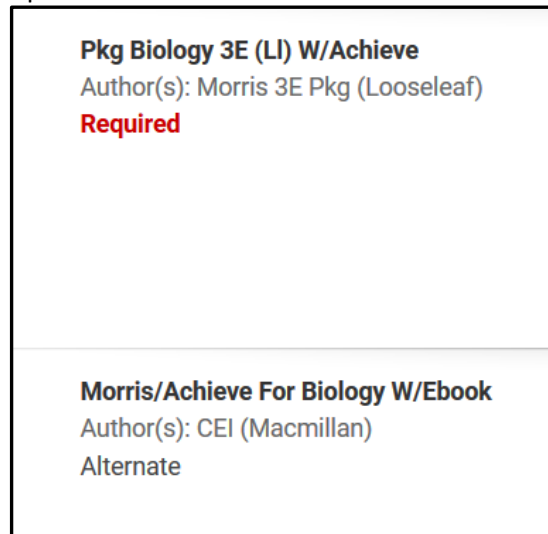 Pkg Biology 3E (Ll) W/Achieve
Author(s): Morris 3E Pkg (Looseleaf)
Required
Morris/Achieve For Biology W/Ebook
Author(s): CEI (Macmillan)
Alternate